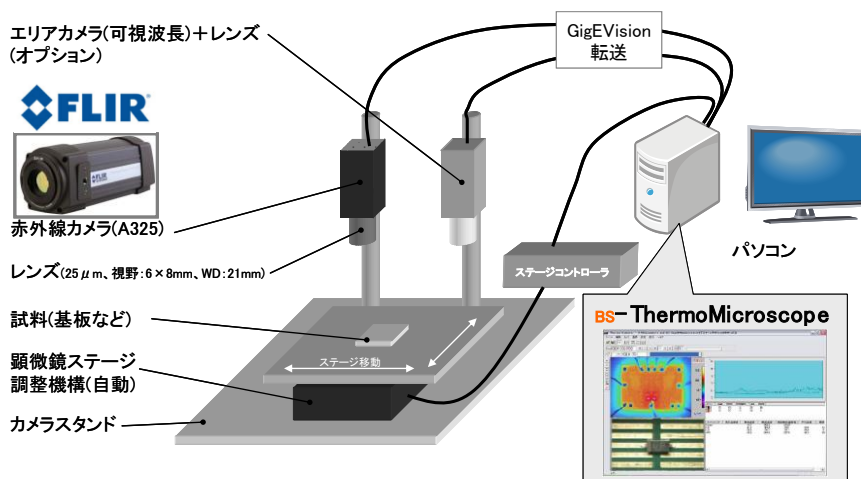 エリアカメラ(可視波長)＋レンズ
(オプション)
GigEVision
転送
FLIR®
赤外線カメラ(A325)
レンズ(25μm、視野:6×8mm、WD:21mm)
試料(基板など)
顕微鏡ステージ
調整機構(自動)
カメラスタンド
ステージ移動
ステージコントローラ
パソコン
BS-ThermoMicroscope